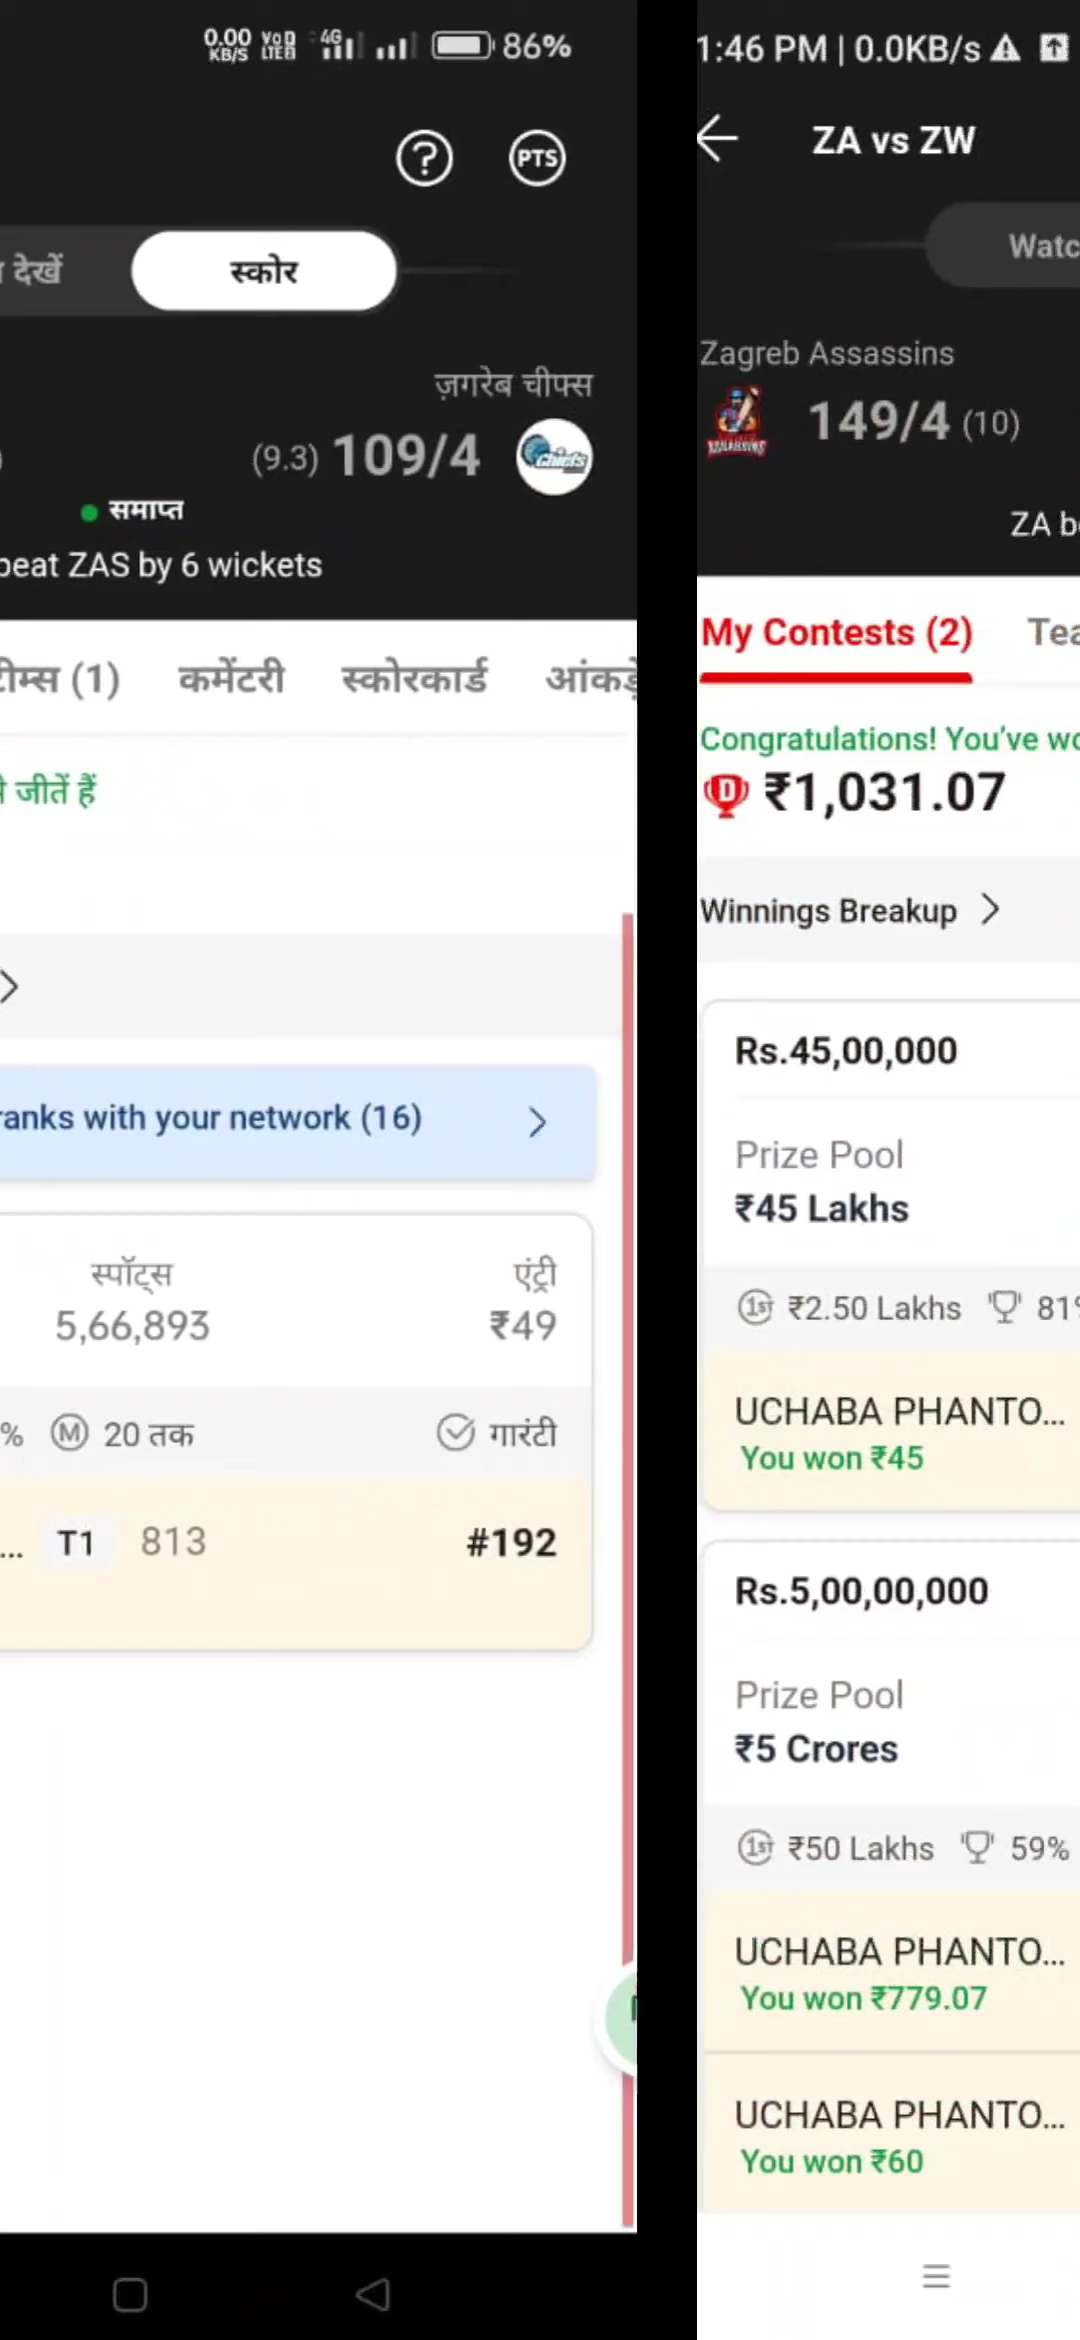 0.00 KB/S VoD LTE 4G 86%
? PTS
देखें स्कोर
ज़गरेब चीफ्स
(9.3) 109/4 Chiefs
समाप्त
beat ZAS by 6 wickets
टीम्स (1) कमेंटरी स्कोरकार्ड आंकड़े
जीतें हैं
ranks with your network (16)
स्पॉट्स एंट्री
5,66,893 ₹49
% M 20 तक गारंटी
... T1 813 #192
1:46 PM | 0.0KB/s
ZA vs ZW
Watc
Zagreb Assassins
ASSASSINS 149/4 (10)
ZA be
My Contests (2) Tea
Congratulations! You've wo
D ₹1,031.07
Winnings Breakup
Rs.45,00,000
Prize Pool
₹45 Lakhs
1ST ₹2.50 Lakhs 81%
UCHABA PHANTO...
You won ₹45
Rs.5,00,00,000
Prize Pool
₹5 Crores
1ST ₹50 Lakhs 59%
UCHABA PHANTO...
You won ₹779.07
UCHABA PHANTO...
You won ₹60